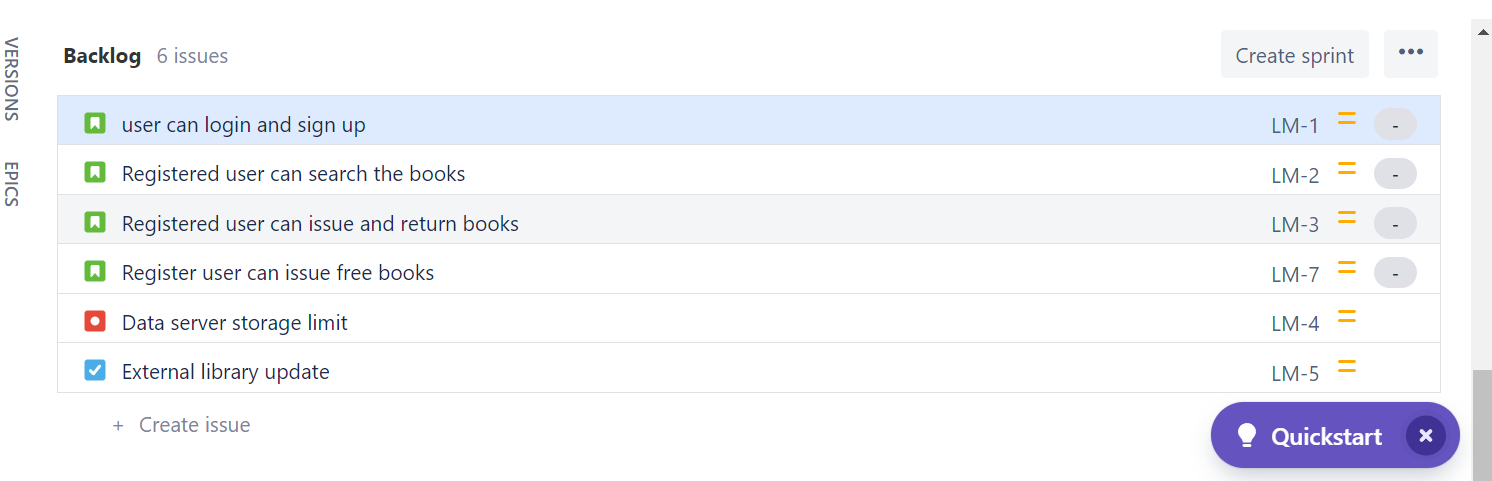 VERSIONS
EPICS
Backlog 6 issues Create sprint •••
user can login and sign up LM-1 -
Registered user can search the books LM-2 -
Registered user can issue and return books LM-3 -
Register user can issue free books LM-7 -
Data server storage limit LM-4
External library update LM-5
+ Create issue
Quickstart